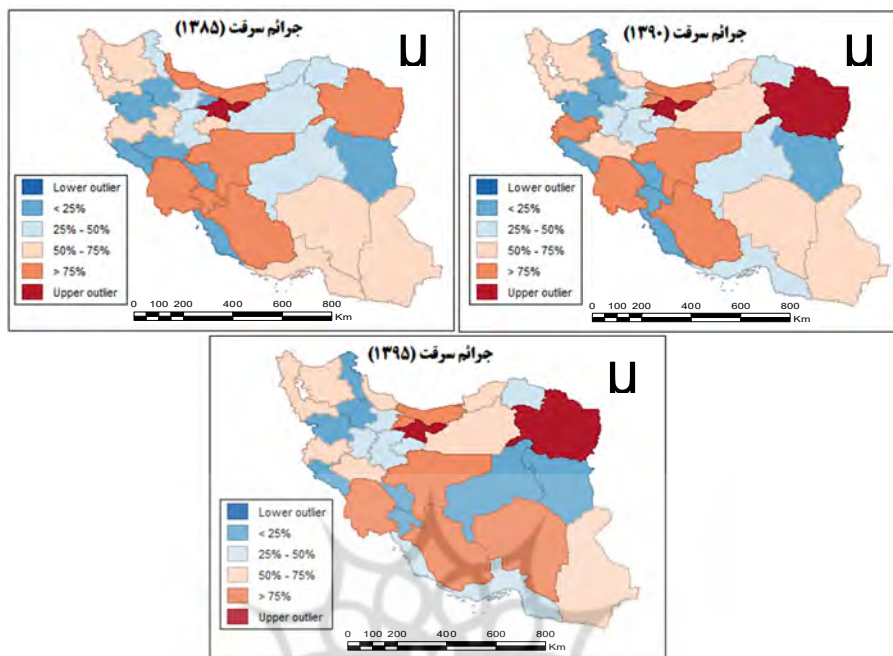 جرائم سرقت (۱۳۸۵)
u
Lower outlier
< 25%
25% - 50%
50% - 75%
> 75%
Upper outlier
0 100 200 400 600 800
Km
جرائم سرقت (۱۳۹۰)
u
Lower outlier
< 25%
25% - 50%
50% - 75%
> 75%
Upper outlier
0 100 200 400 600 800
Km
جرائم سرقت (۱۳۹۵)
u
Lower outlier
< 25%
25% - 50%
50% - 75%
> 75%
Upper outlier
0 100 200 400 600 800
Km